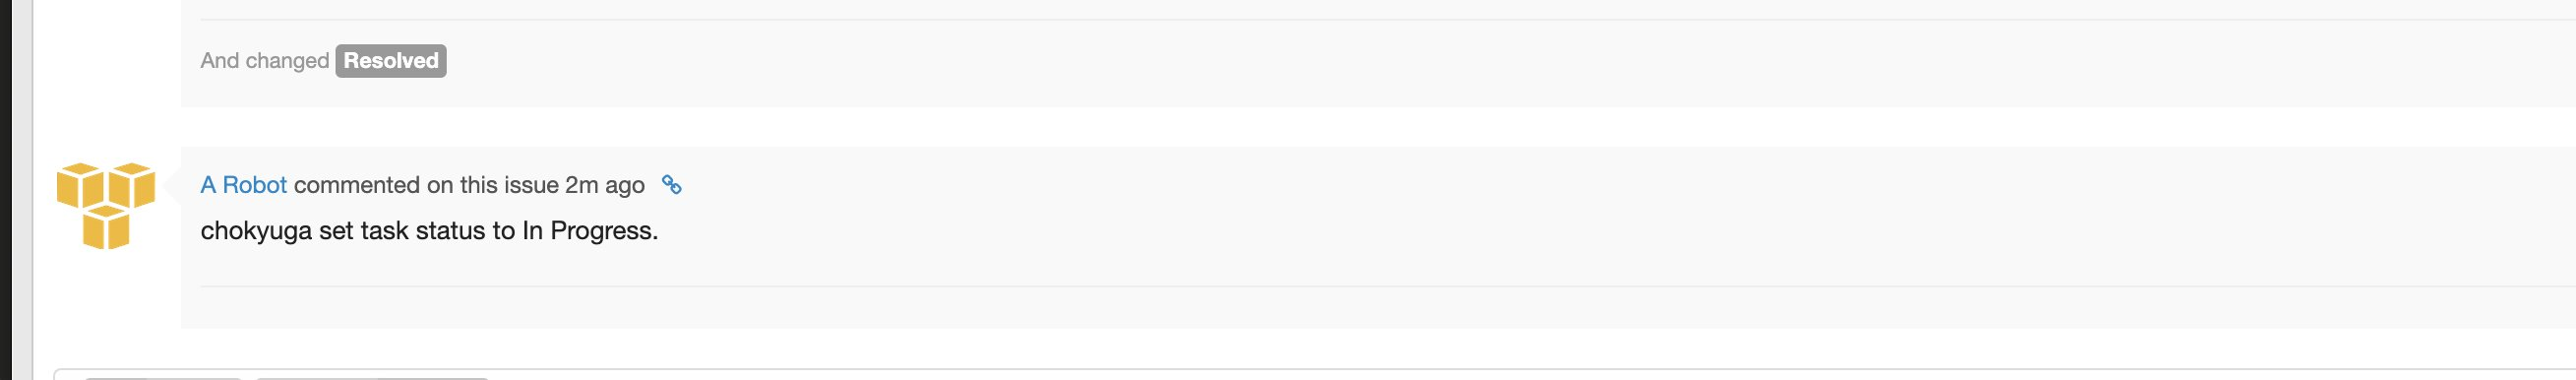 And changed Resolved
A Robot commented on this issue 2m ago
chokyuga set task status to In Progress.